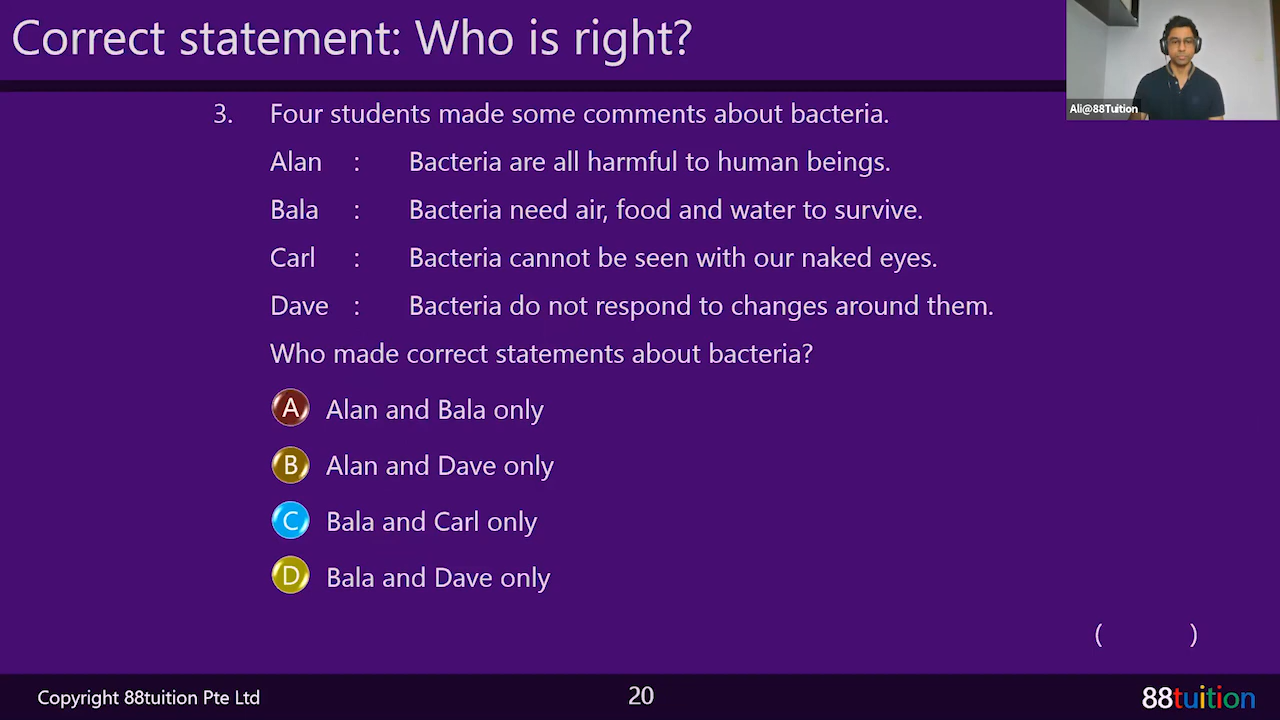 Correct statement: Who is right?
Ali@88Tuition
3. Four students made some comments about bacteria.
Alan : Bacteria are all harmful to human beings.
Bala : Bacteria need air, food and water to survive.
Carl : Bacteria cannot be seen with our naked eyes.
Dave : Bacteria do not respond to changes around them.
Who made correct statements about bacteria?
A Alan and Bala only
B Alan and Dave only
C Bala and Carl only
D Bala and Dave only
( )
Copyright 88tuition Pte Ltd
20
88tuition